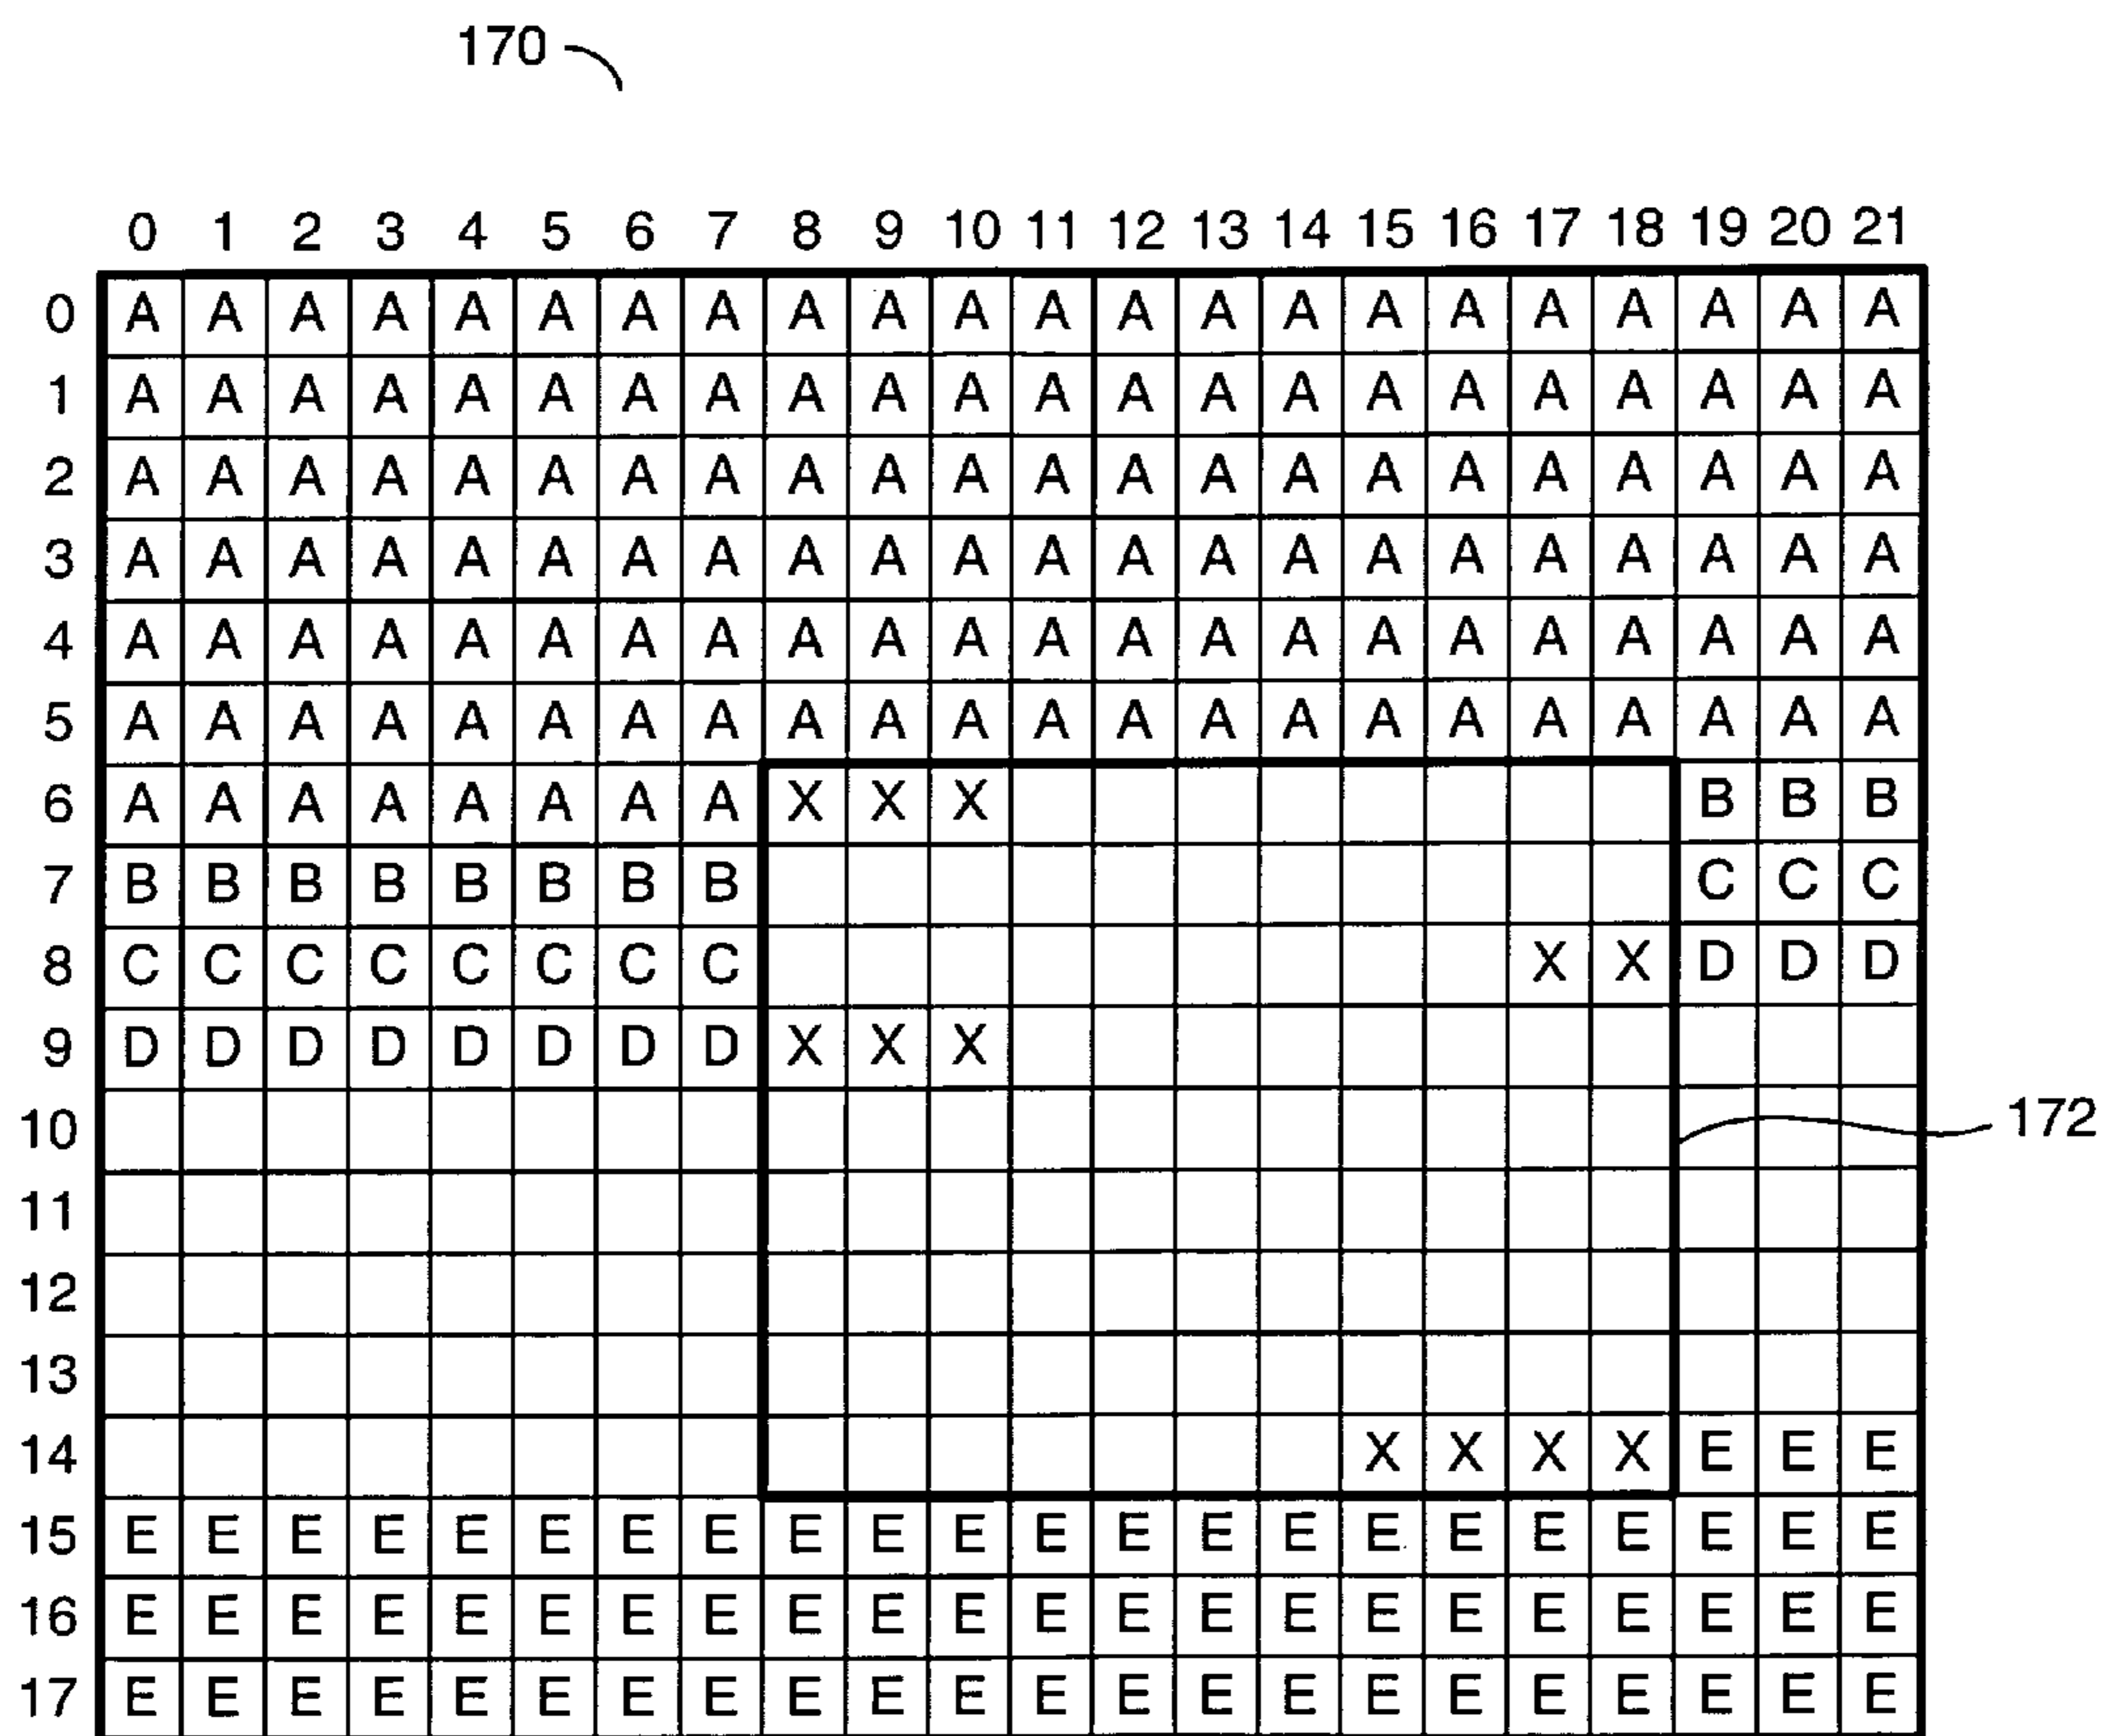 170
0 1 2 3 4 5 6 7 8 9 10 11 12 13 14 15 16 17 18 19 20 21
0 A A A A A A A A A A A A A A A A A A A A A A
1 A A A A A A A A A A A A A A A A A A A A A A
2 A A A A A A A A A A A A A A A A A A A A A A
3 A A A A A A A A A A A A A A A A A A A A A A
4 A A A A A A A A A A A A A A A A A A A A A A
5 A A A A A A A A A A A A A A A A A A A A A A
6 A A A A A A A A X X X B B B
7 B B B B B B B B C C C
8 C C C C C C C C X X D D D
9 D D D D D D D D X X X
10
172
11
12
13
14 X X X X E E E
15 E E E E E E E E E E E E E E E E E E E E E E
16 E E E E E E E E E E E E E E E E E E E E E E
17 E E E E E E E E E E E E E E E E E E E E E E